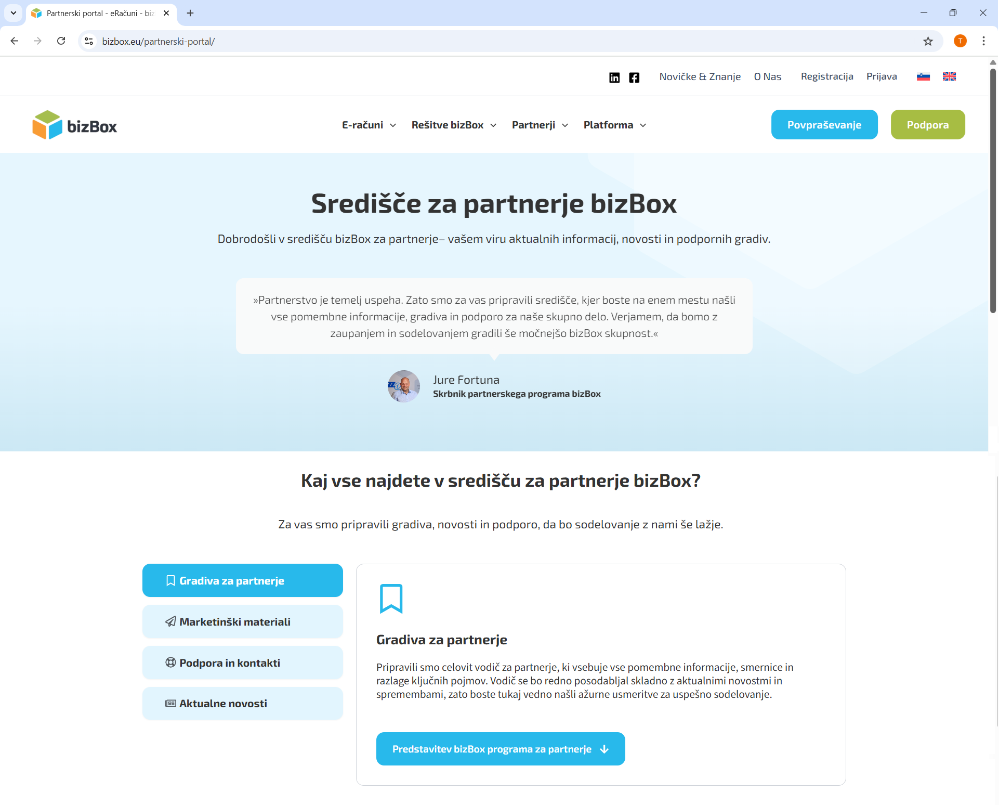 Partnerski portal - eRačuni - biz
bizbox.eu/partnerski-portal/
T
Novičke & Znanje
O Nas
Registracija
Prijava
bizBox
E-računi
Rešitve bizBox
Partnerji
Platforma
Povpraševanje
Podpora
Središče za partnerje bizBox
Dobrodošli v središču bizBox za partnerje– vašem viru aktualnih informacij, novosti in podpornih gradiv.
»Partnerstvo je temelj uspeha. Zato smo za vas pripravili središče, kjer boste na enem mestu našli
vse pomembne informacije, gradiva in podporo za naše skupno delo. Verjamem, da bomo z
zaupanjem in sodelovanjem gradili še močnejšo bizBox skupnost.«
Jure Fortuna
Skrbnik partnerskega programa bizBox
Kaj vse najdete v središču za partnerje bizBox?
Za vas smo pripravili gradiva, novosti in podporo, da bo sodelovanje z nami še lažje.
Gradiva za partnerje
Marketinški materiali
Podpora in kontakti
Aktualne novosti
Gradiva za partnerje
Pripravili smo celovit vodič za partnerje, ki vsebuje vse pomembne informacije, smernice in
razlage ključnih pojmov. Vodič se bo redno posodabljal skladno z aktualnimi novostmi in
spremembami, zato boste tukaj vedno našli ažurne usmeritve za uspešno sodelovanje.
Predstavitev bizBox programa za partnerje